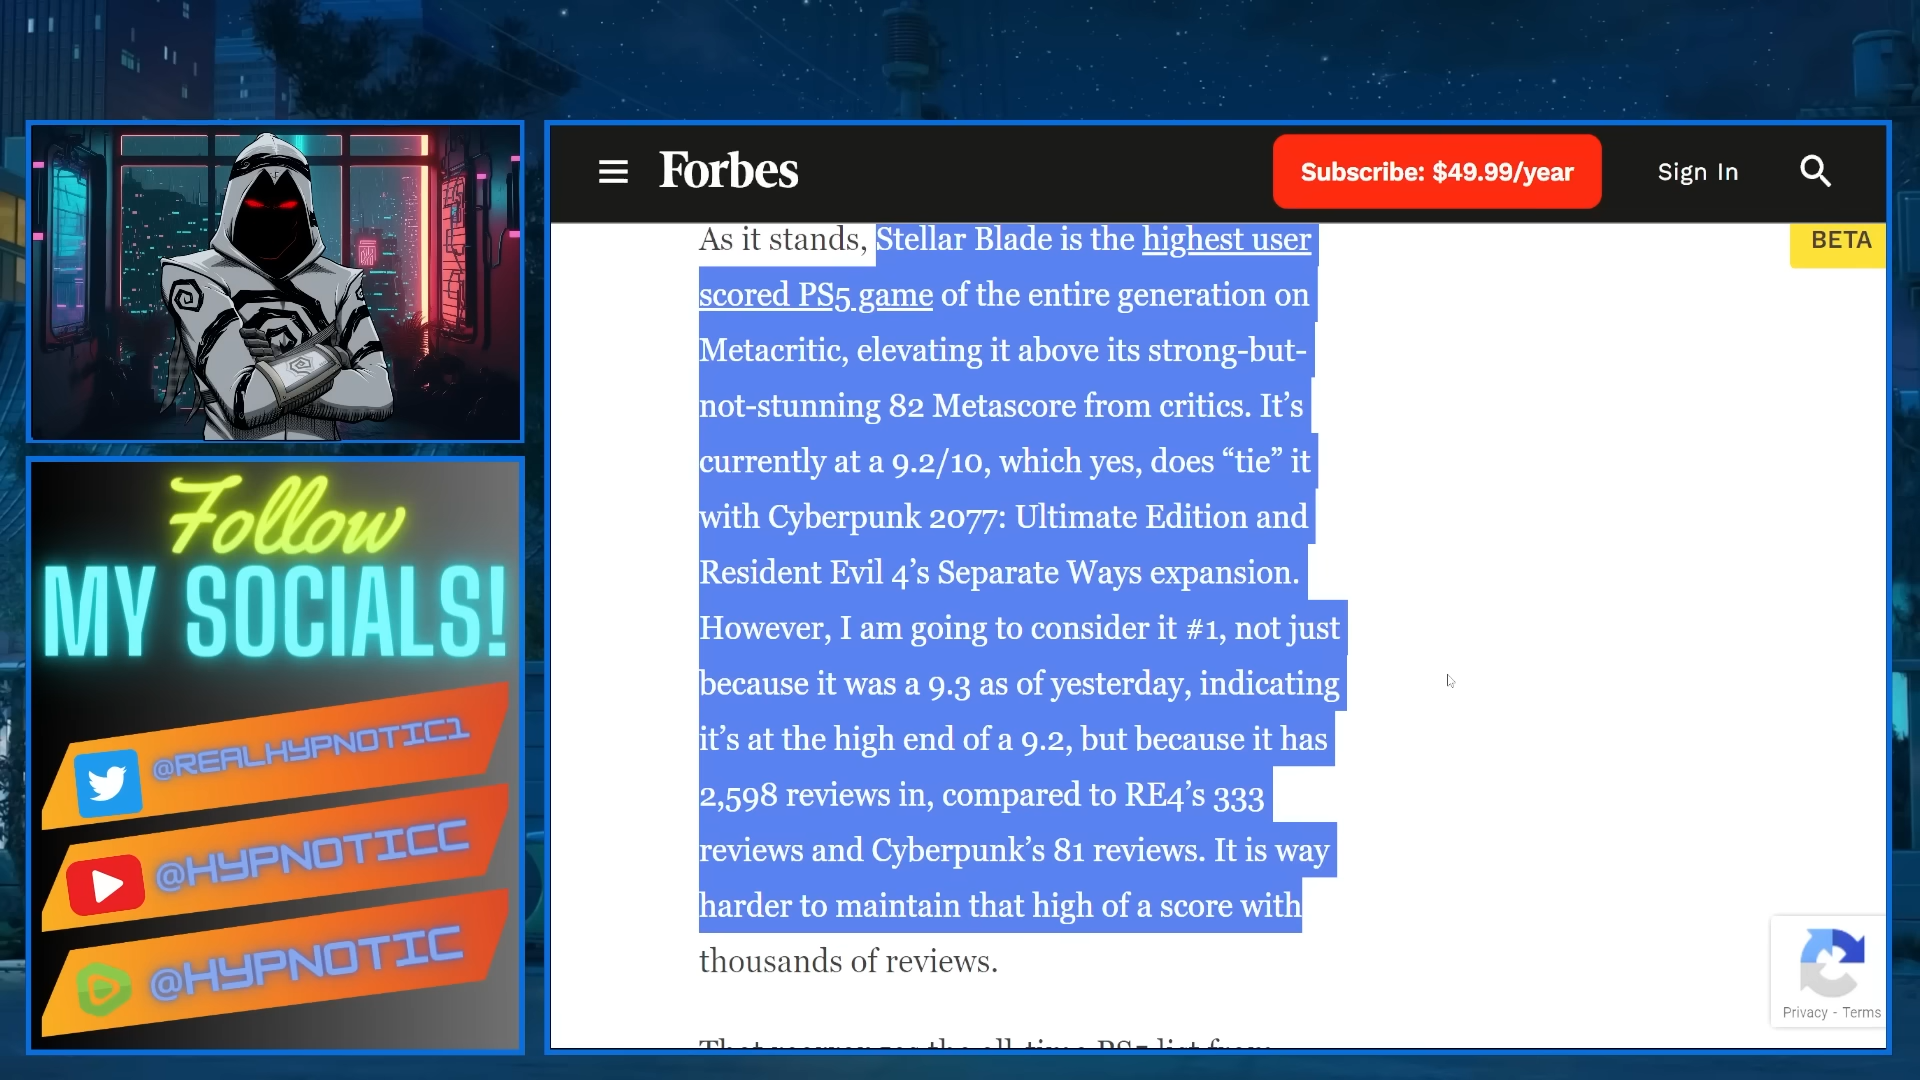 Follow
MY SOCIALS!
@REALHYPNOTIC1
@HYPNOTICC
@HYPNOTIC
Forbes
Subscribe: $49.99/year
Sign In
BETA
As it stands, Stellar Blade is the highest user
scored PS5 game of the entire generation on
Metacritic, elevating it above its strong-but-
not-stunning 82 Metascore from critics. It’s
currently at a 9.2/10, which yes, does “tie” it
with Cyberpunk 2077: Ultimate Edition and
Resident Evil 4’s Separate Ways expansion.
However, I am going to consider it #1, not just
because it was a 9.3 as of yesterday, indicating
it’s at the high end of a 9.2, but because it has
2,598 reviews in, compared to RE4’s 333
reviews and Cyberpunk’s 81 reviews. It is way
harder to maintain that high of a score with
thousands of reviews.
Privacy - Terms